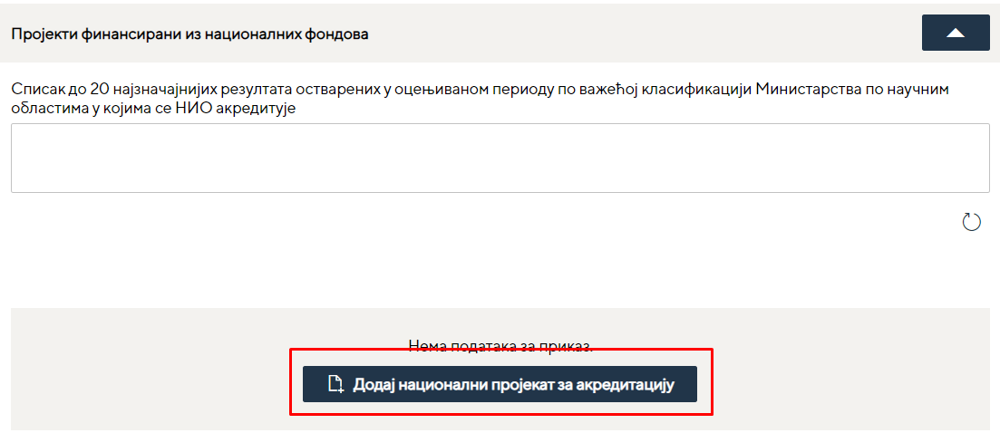 Пројекти финансирани из националних фондова
Списак до 20 најзначајнијих резултата остварених у оцењиваном периоду по важећој класификацији Министарства по научним
областима у којима се НИО акредитује
Нема података за приказ.
Додај национални пројекат за акредитацију